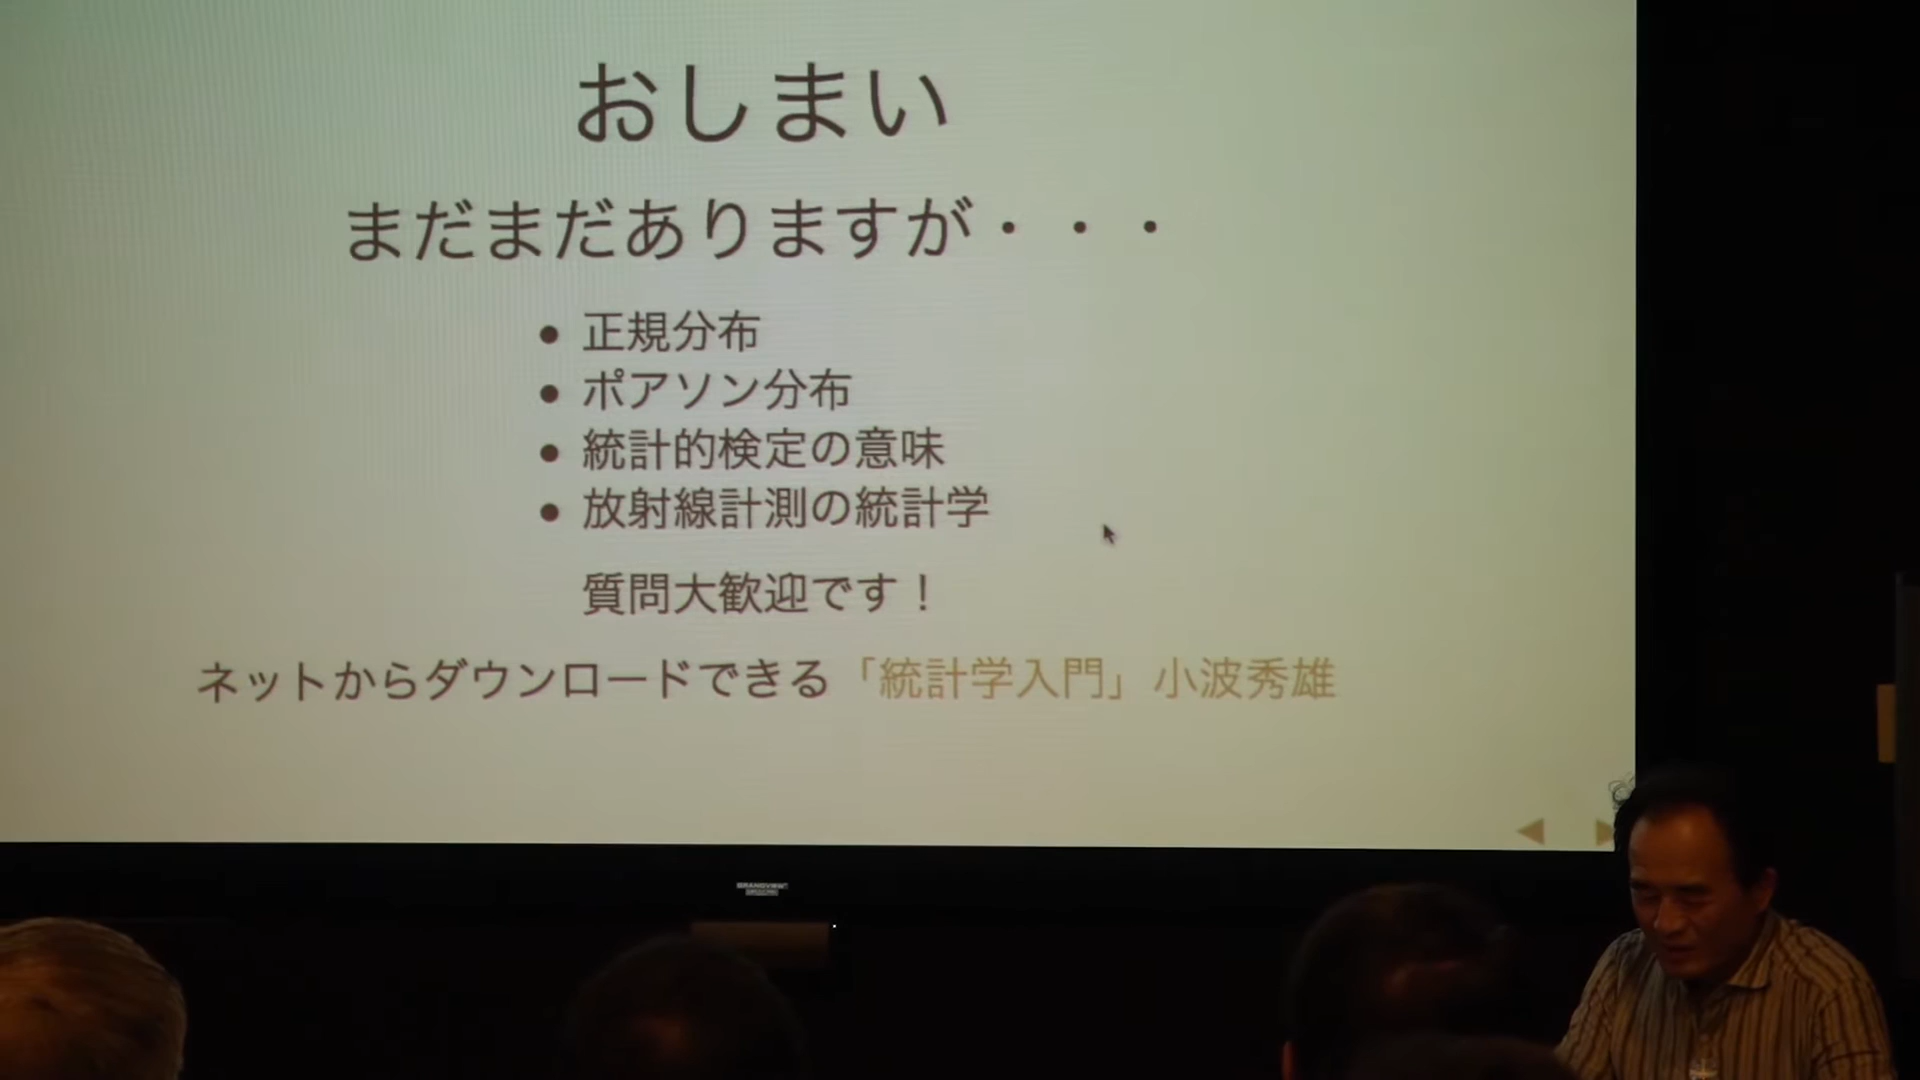 おしまい
まだまだありますが・・・
● 正規分布
● ポアソン分布
● 統計的検定の意味
● 放射線計測の統計学
質問大歓迎です！
ネットからダウンロードできる「統計学入門」小波秀雄
GRANDVIEW